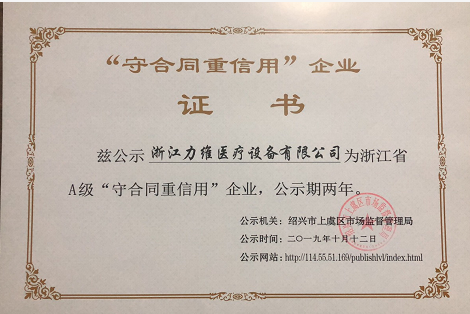 “守合同重信用”企业
证 书
兹公示 浙江力维医疗设备有限公司 为浙江省
A级“守合同重信用”企业，公示期两年。
公示机关：绍兴市上虞区市场监督管理局
公示时间：二〇一九年十月十二日
公示网站：http://114.55.51.169/publishlvl/index.html